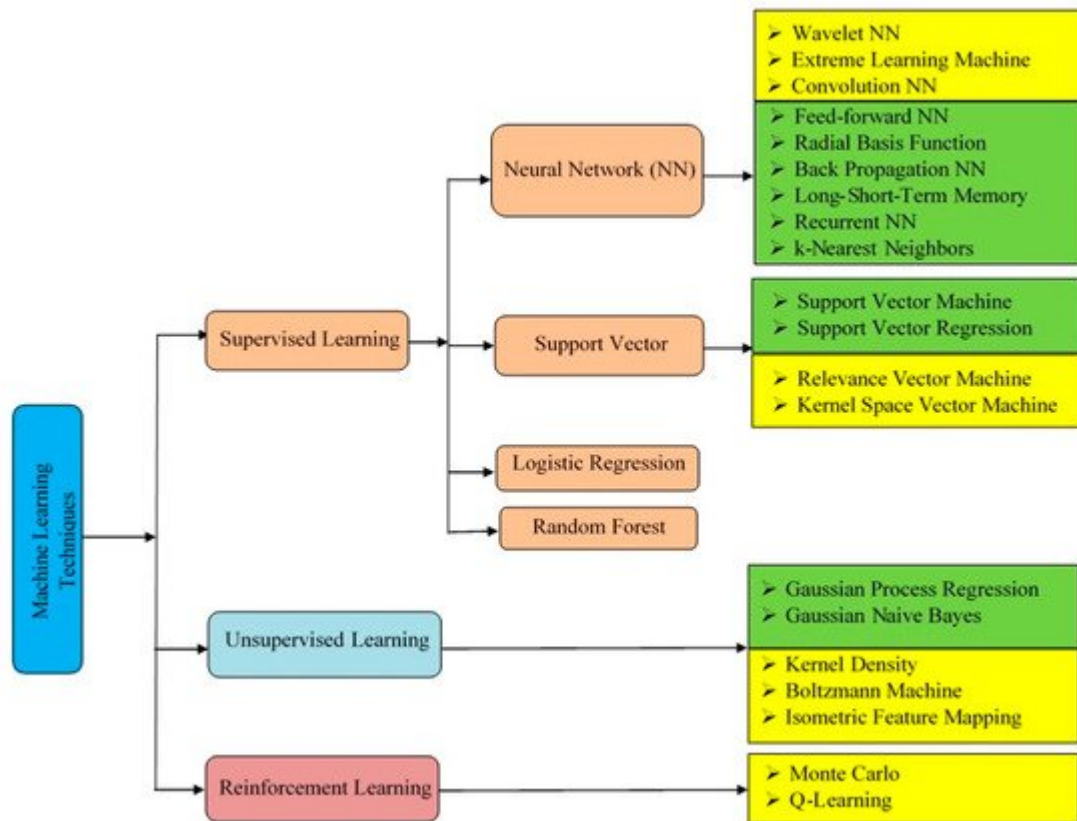 Machine Learning
Techniques
Supervised Learning
Neural Network (NN)
Wavelet NN
Extreme Learning Machine
Convolution NN
Feed-forward NN
Radial Basis Function
Back Propagation NN
Long-Short-Term Memory
Recurrent NN
k-Nearest Neighbors
Support Vector
Support Vector Machine
Support Vector Regression
Relevance Vector Machine
Kernel Space Vector Machine
Logistic Regression
Random Forest
Unsupervised Learning
Gaussian Process Regression
Gaussian Naive Bayes
Kernel Density
Boltzmann Machine
Isometric Feature Mapping
Reinforcement Learning
Monte Carlo
Q-Learning